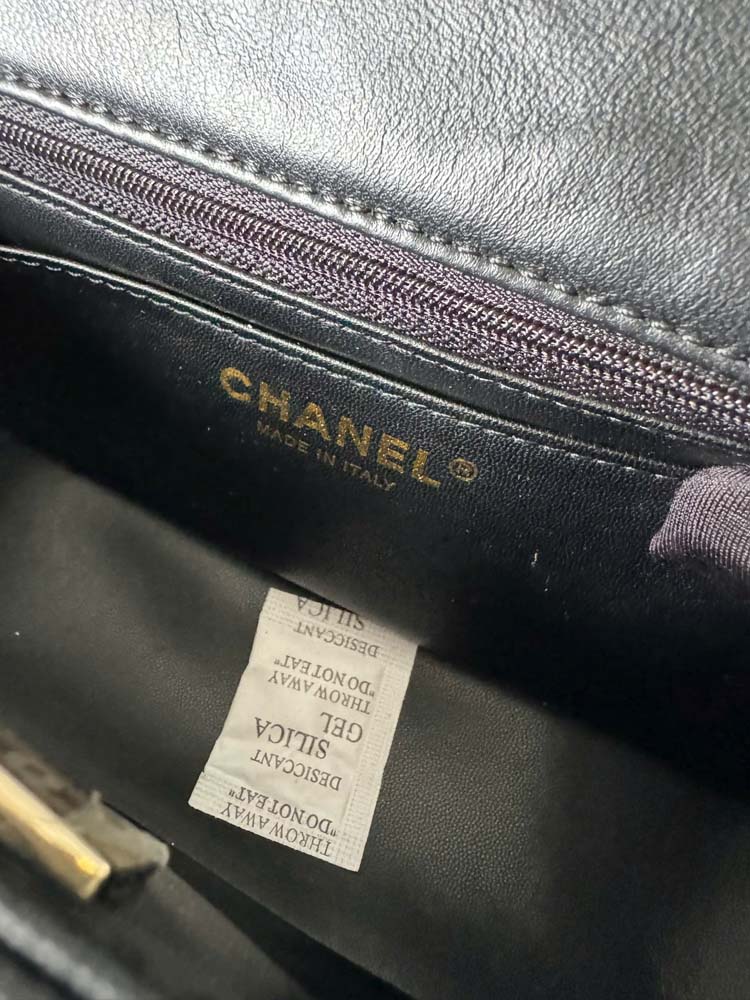 CHANEL®
MADE IN ITALY
THROW AWAY
"DO NOT EAT"
DESICCANT
SILICA
GEL
THROW AWAY
"DO NOT EAT"
DESICCANT
SILICA